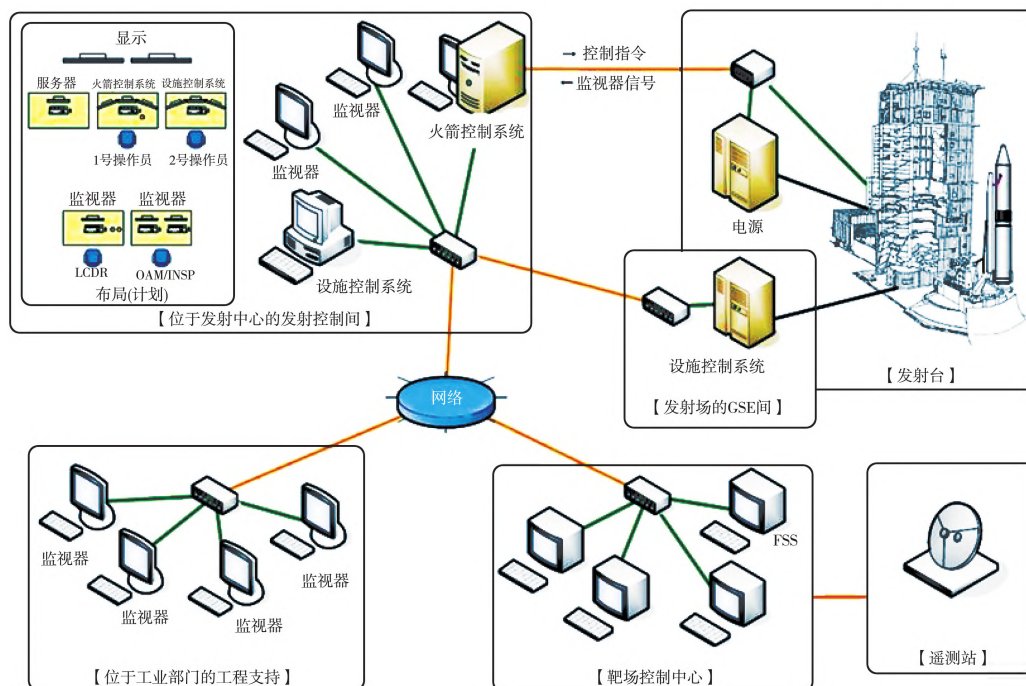 显示
服务器
火箭控制系统
设施控制系统
1号操作员
2号操作员
监视器
监视器
LCDR
OAM/INSP
布局(计划)
监视器
监视器
火箭控制系统
设施控制系统
【位于发射中心的发射控制间】
控制指令
监视器信号
电源
【发射台】
设施控制系统
【发射场的GSE间】
网络
监视器
监视器
监视器
监视器
【位于工业部门的工程支持】
FSS
【靶场控制中心】
【遥测站】